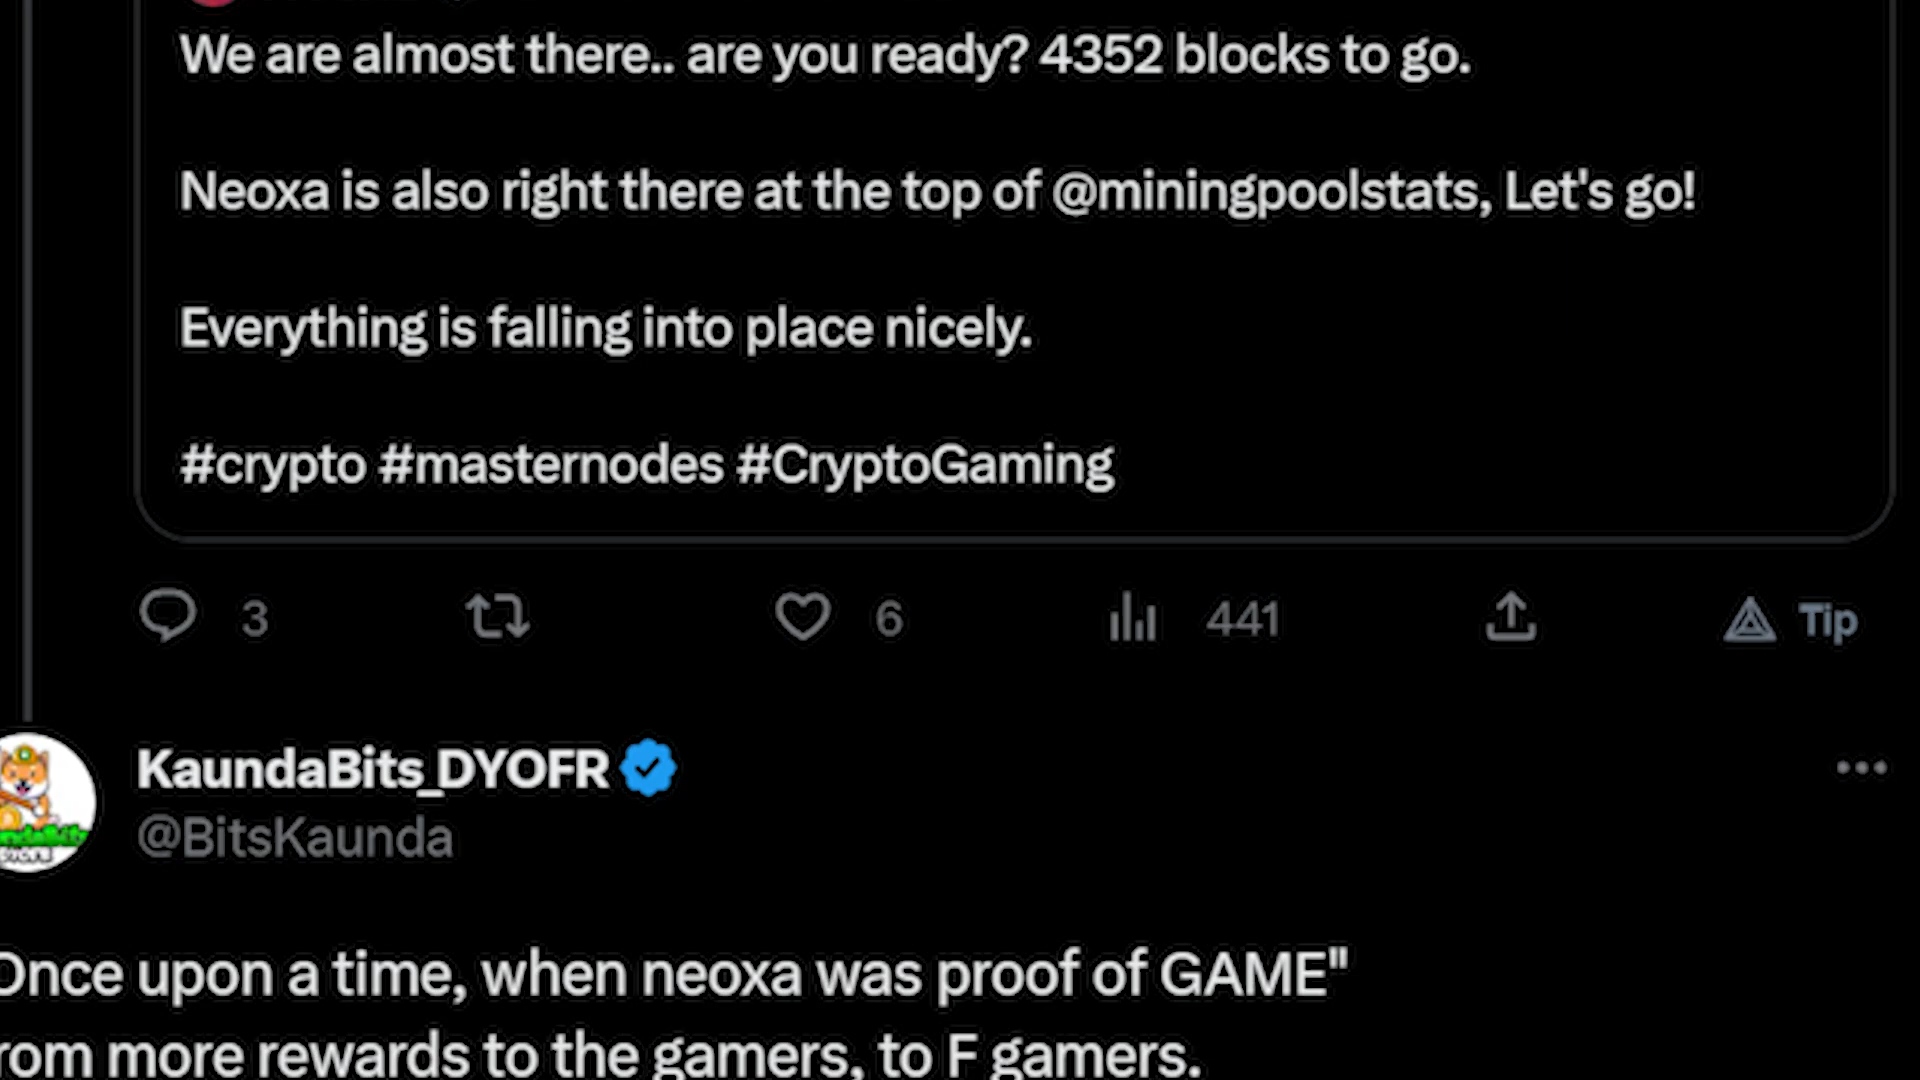 We are almost there.. are you ready? 4352 blocks to go.
Neoxa is also right there at the top of @miningpoolstats, Let's go!
Everything is falling into place nicely.
#crypto #masternodes #CryptoGaming
3 6 441 Tip
KaundaBits_DYOFR
@BitsKaunda
Once upon a time, when neoxa was proof of GAME"
rom more rewards to the gamers, to F gamers.